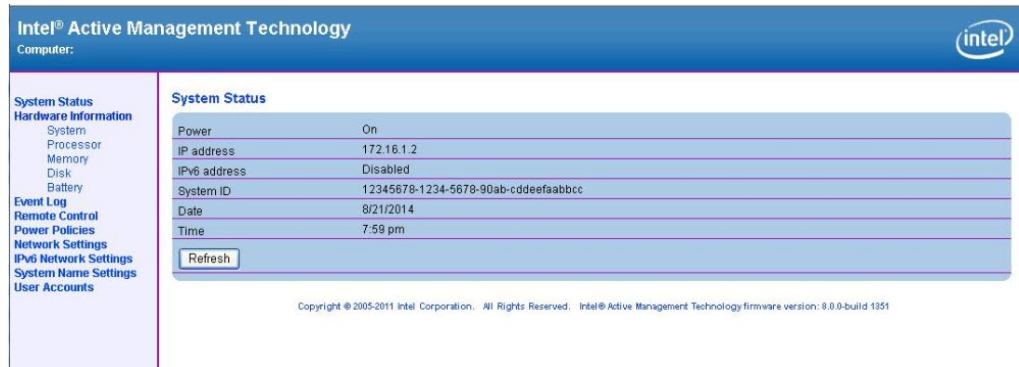 Intel® Active Management Technology
Computer:
intel
System Status
Hardware Information
System
Processor
Memory
Disk
Battery
Event Log
Remote Control
Power Policies
Network Settings
IPv6 Network Settings
System Name Settings
User Accounts
System Status
Power On
IP address 172.16.1.2
IPv6 address Disabled
System ID 12345678-1234-5678-90ab-cddeefaabbcc
Date 8/21/2014
Time 7:59 pm
Refresh
Copyright © 2005-2011 Intel Corporation. All Rights Reserved. Intel® Active Management Technology firmware version: 8.0.0-build 1351